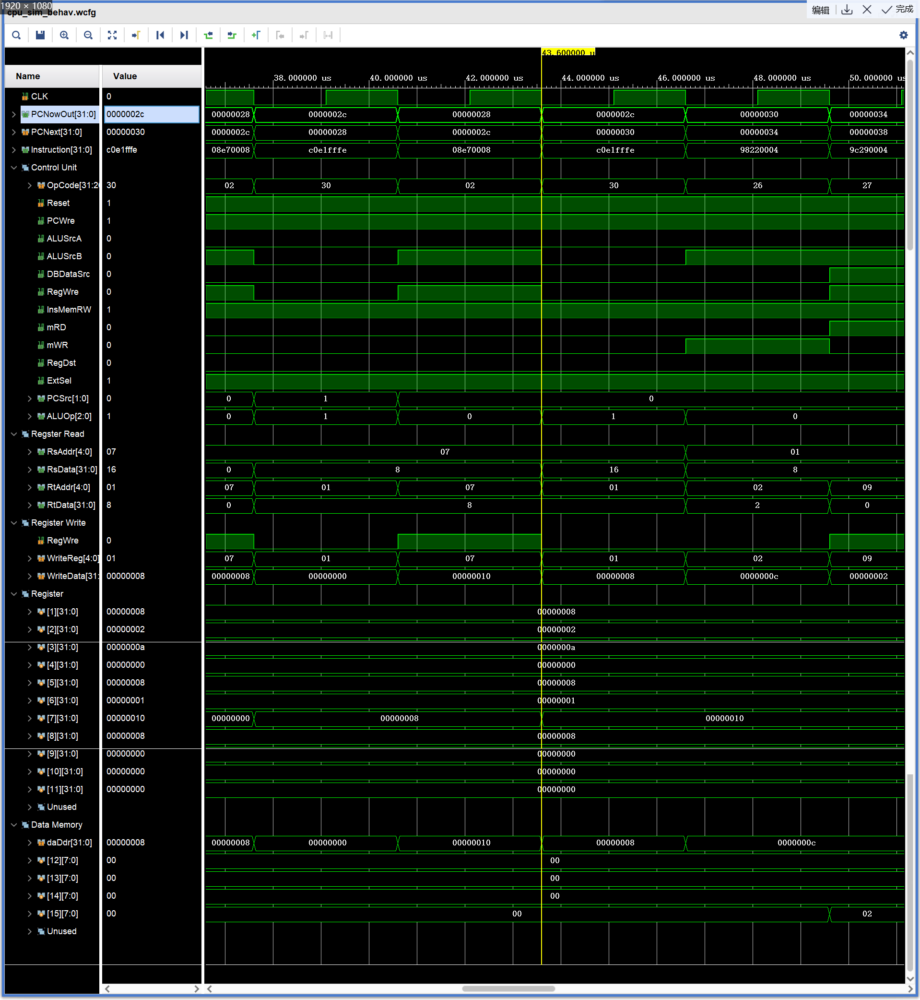 1920 × 1080
cpu_sim_behav.wcfg
编辑 完成
43.600000 u
Name Value
38.000000 us 40.000000 us 42.000000 us 44.000000 us 46.000000 us 48.000000 us 50.000000 us
CLK 0
PCNowOut[31:0] 0000002c 00000028 0000002c 00000028 0000002c 00000030 00000034
PCNext[31:0] 00000030 0000002c 00000028 0000002c 00000030 00000034 00000038
Instruction[31:0] c0e1fffe 08e70008 c0e1fffe 08e70008 c0e1fffe 98220004 9c290004
Control Unit
OpCode[31:26 30 02 30 02 30 26 27
Reset 1
PCWre 1
ALUSrcA 0
ALUSrcB 0
DBDataSrc 0
RegWre 0
InsMemRW 1
mRD 0
mWR 0
RegDst 0
ExtSel 1
PCSrc[1:0] 0 0 1 0
ALUOp[2:0] 1 0 1 0 1 0
Regster Read
RsAddr[4:0] 07 07 01
RsData[31:0] 16 0 8 16 8
RtAddr[4:0] 01 07 01 07 01 02 09
RtData[31:0] 8 0 8 2 0
Register Write
RegWre 0
WriteReg[4:0] 01 07 01 07 01 02 09
WriteData[31: 00000008 00000008 00000000 00000010 00000008 0000000c 00000002
Register
[1][31:0] 00000008 00000008
[2][31:0] 00000002 00000002
[3][31:0] 0000000a 0000000a
[4][31:0] 00000000 00000000
[5][31:0] 00000008 00000008
[6][31:0] 00000001 00000001
[7][31:0] 00000010 00000000 00000008 00000010
[8][31:0] 00000008 00000008
[9][31:0] 00000000 00000000
[10][31:0] 00000000 00000000
[11][31:0] 00000000 00000000
Unused
Data Memory
daDdr[31:0] 00000008 00000008 00000000 00000010 00000008 0000000c
[12][7:0] 00 00
[13][7:0] 00 00
[14][7:0] 00 00
[15][7:0] 00 00 02
Unused